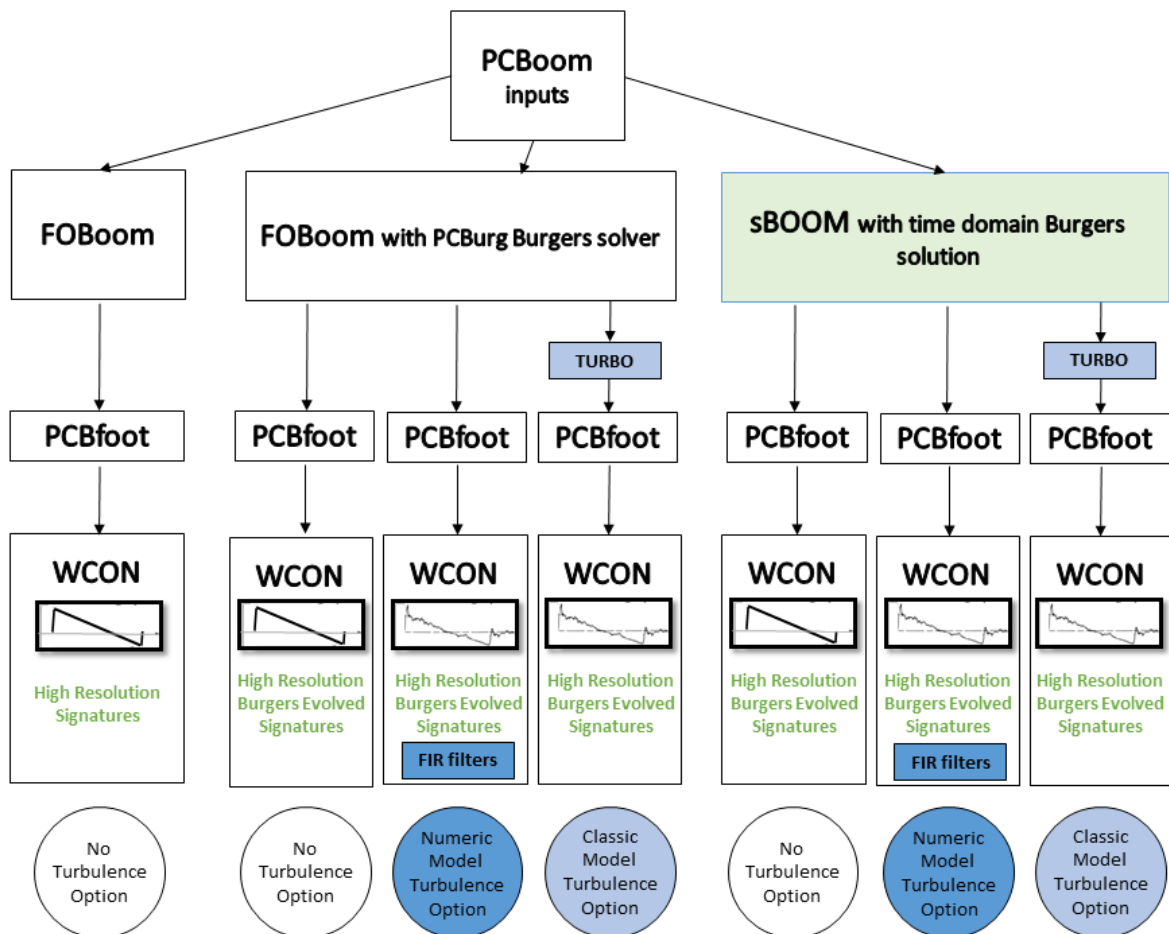 PCBoom
inputs
FOBoom
FOBoom with PCBurg Burgers solver
sBOOM with time domain Burgers
solution
TURBO
TURBO
PCBfoot
PCBfoot
PCBfoot
PCBfoot
PCBfoot
PCBfoot
PCBfoot
WCON
High Resolution
Signatures
WCON
High Resolution
Burgers Evolved
Signatures
WCON
High Resolution
Burgers Evolved
Signatures
FIR filters
WCON
High Resolution
Burgers Evolved
Signatures
WCON
High Resolution
Burgers Evolved
Signatures
WCON
High Resolution
Burgers Evolved
Signatures
FIR filters
WCON
High Resolution
Burgers Evolved
Signatures
No
Turbulence
Option
No
Turbulence
Option
Numeric
Model
Turbulence
Option
Classic
Model
Turbulence
Option
No
Turbulence
Option
Numeric
Model
Turbulence
Option
Classic
Model
Turbulence
Option